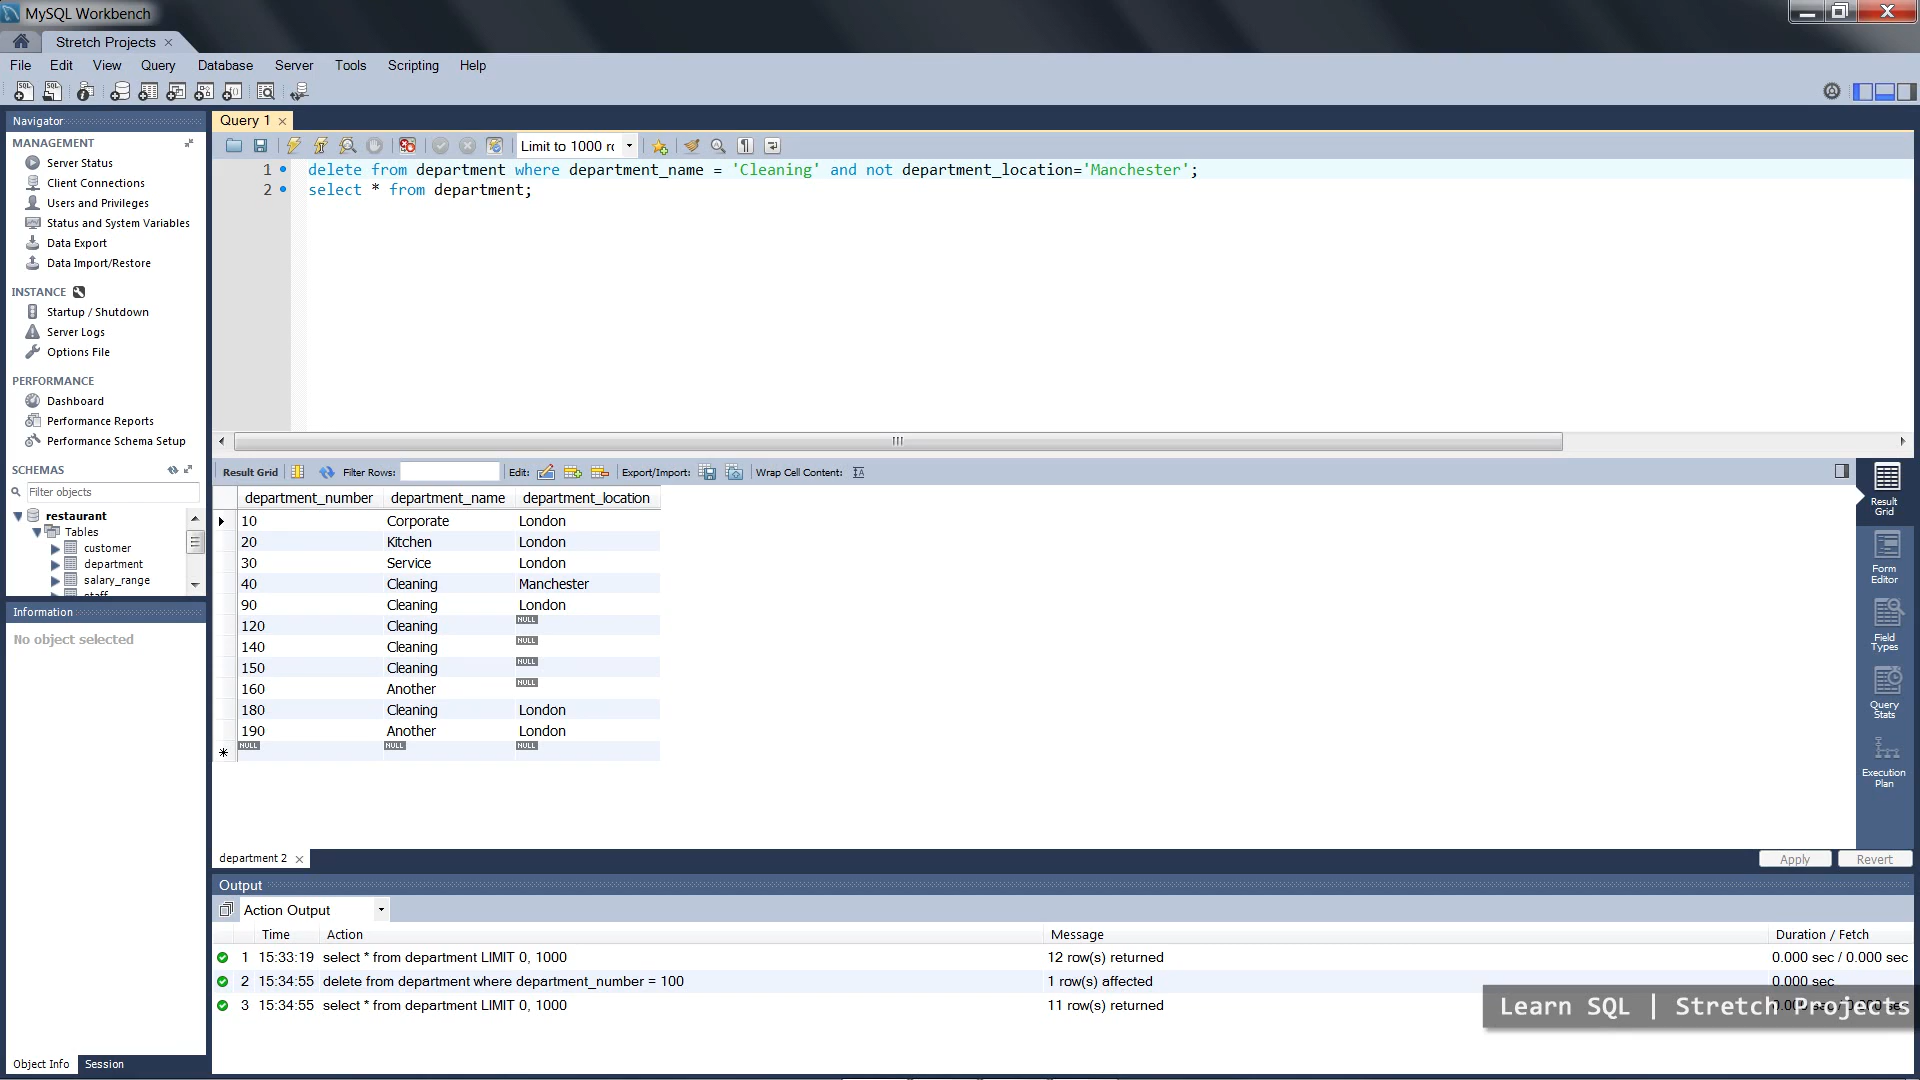 MySQL Workbench
Stretch Projects
File Edit View Query Database Server Tools Scripting Help
Navigator
MANAGEMENT
Server Status
Client Connections
Users and Privileges
Status and System Variables
Data Export
Data Import/Restore
INSTANCE
Startup / Shutdown
Server Logs
Options File
PERFORMANCE
Dashboard
Performance Reports
Performance Schema Setup
SCHEMAS
Filter objects
restaurant
Tables
customer
department
salary_range
staff
Information
No object selected
Object Info Session
Query 1
Limit to 1000 rc
1 delete from department where department_name = 'Cleaning' and not department_location='Manchester';
2 select * from department;
Result Grid Filter Rows: Edit: Export/Import: Wrap Cell Content:
department_number department_name department_location
10 Corporate London
20 Kitchen London
30 Service London
40 Cleaning Manchester
90 Cleaning London
120 Cleaning NULL
140 Cleaning NULL
150 Cleaning NULL
160 Another NULL
180 Cleaning London
190 Another London
NULL NULL NULL
Result Grid
Form Editor
Field Types
Query Stats
Execution Plan
department 2
Apply Revert
Output
Action Output
Time Action Message Duration / Fetch
1 15:33:19 select * from department LIMIT 0, 1000 12 row(s) returned 0.000 sec / 0.000 sec
2 15:34:55 delete from department where department_number = 100 1 row(s) affected 0.000 sec
3 15:34:55 select * from department LIMIT 0, 1000 11 row(s) returned
Learn SQL | Stretch Projects